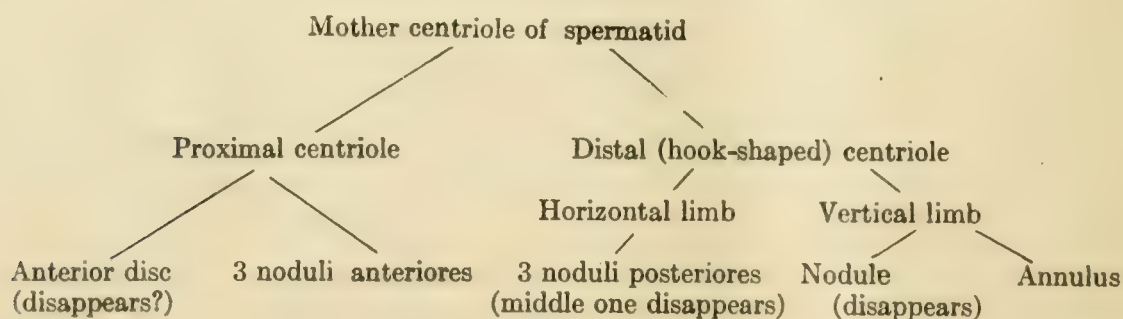 Mother centriole of spermatid
Proximal centriole Distal (hook-shaped) centriole
Horizontal limb Vertical limb
Anterior disc 3 noduli anteriores 3 noduli posteriores Nodule Annulus
(disappears?) (middle one disappears) (disappears)